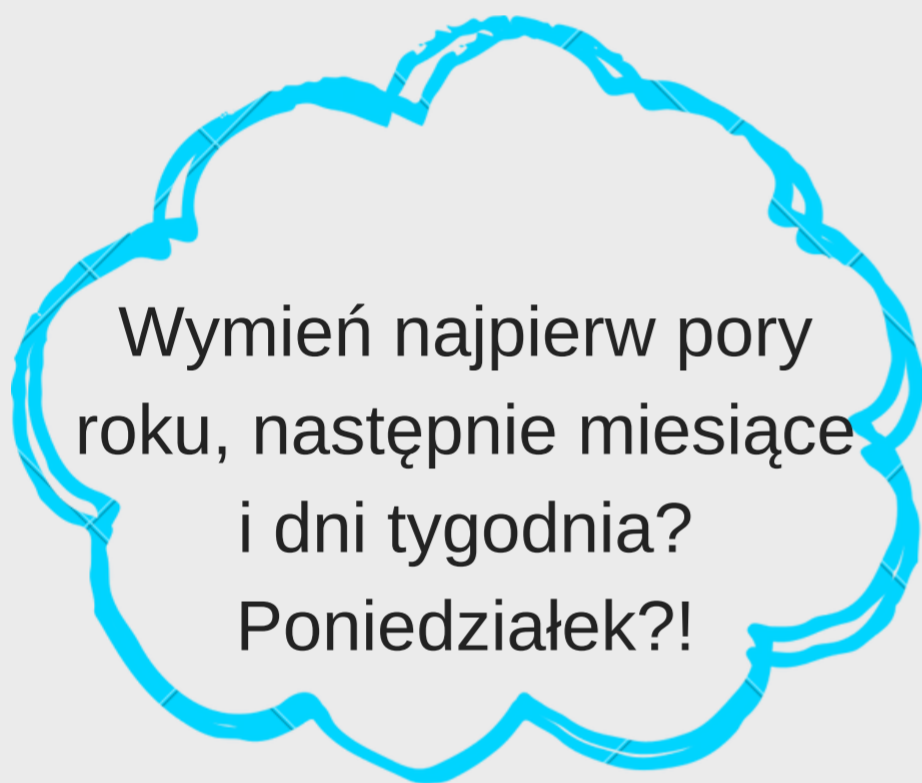 Wymień najpierw pory
roku, następnie miesiące
i dni tygodnia?
Poniedziałek?!